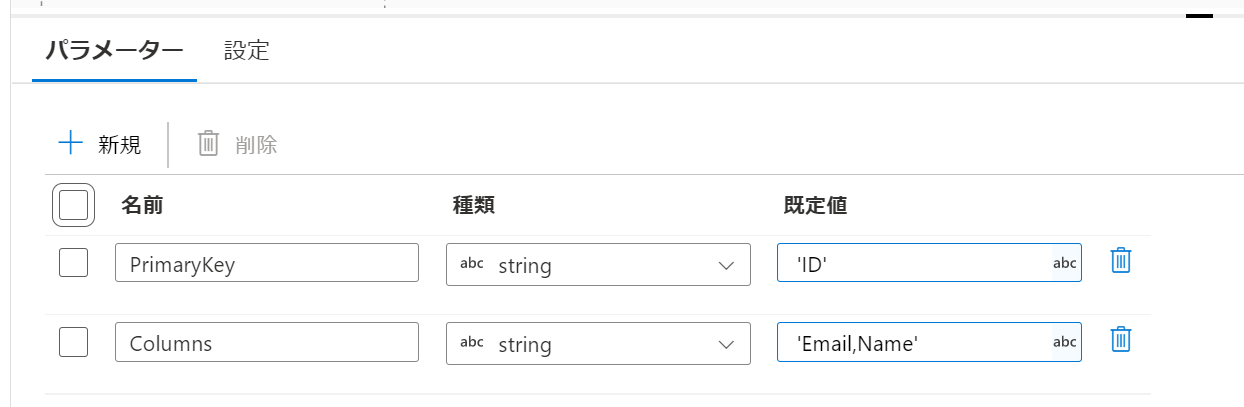 パラメーター 設定
新規 削除
名前 種類 既定値
PrimaryKey abc string 'ID' abc
Columns abc string 'Email,Name' abc